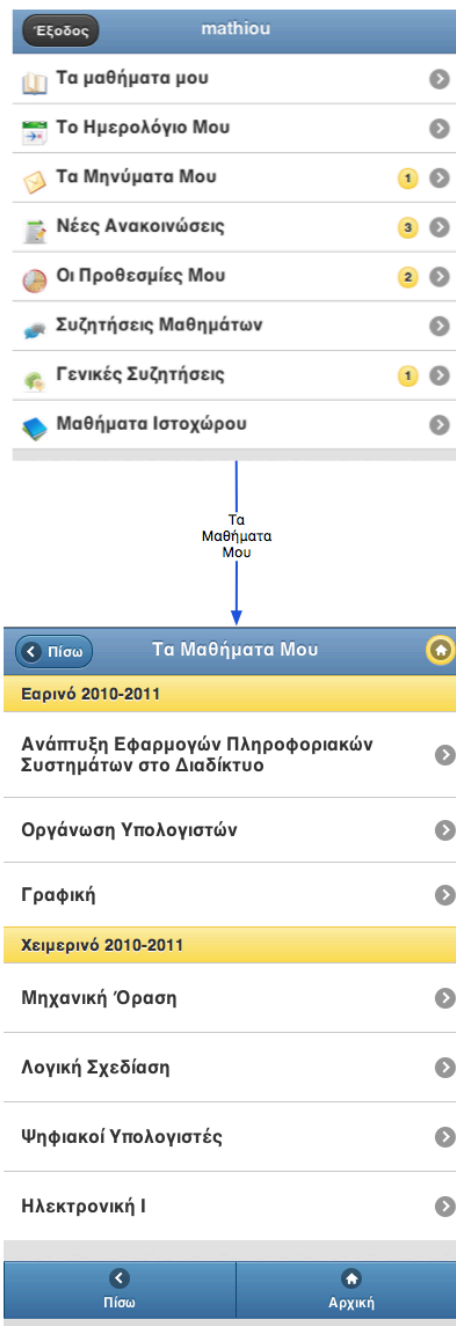 Έξοδος
mathiou
Τα μαθήματα μου
Το Ημερολόγιο Μου
Τα Μηνύματα Μου 1
Νέες Ανακοινώσεις 3
Οι Προθεσμίες Μου 2
Συζητήσεις Μαθημάτων
Γενικές Συζητήσεις 1
Μαθήματα Ιστοχώρου
Τα
Μαθήματα
Μου
Πίσω
Τα Μαθήματα Μου
Εαρινό 2010-2011
Ανάπτυξη Εφαρμογών Πληροφοριακών
Συστημάτων στο Διαδίκτυο
Οργάνωση Υπολογιστών
Γραφική
Χειμερινό 2010-2011
Μηχανική Όραση
Λογική Σχεδίαση
Ψηφιακοί Υπολογιστές
Ηλεκτρονική Ι
Πίσω
Αρχική